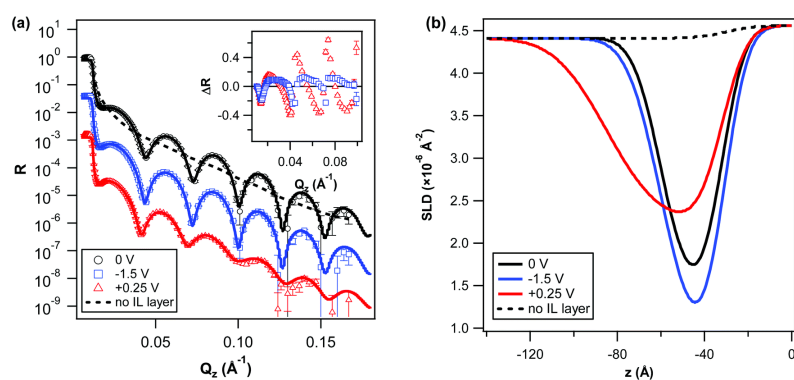 (a)
10^1
10^0
10^-1
10^-2
10^-3
10^-4
10^-5
10^-6
10^-7
10^-8
10^-9
R
0 V
-1.5 V
+0.25 V
no IL layer
0.05
0.10
0.15
Q_z (Å^-1)
0.4
0.0
-0.4
ΔR
0.04
0.08
Q_z (Å^-1)
(b)
4.5
4.0
3.5
3.0
2.5
2.0
1.5
1.0
SLD (×10^-6 Å^-2)
0 V
-1.5 V
+0.25 V
no IL layer
-120
-80
-40
0
z (Å)